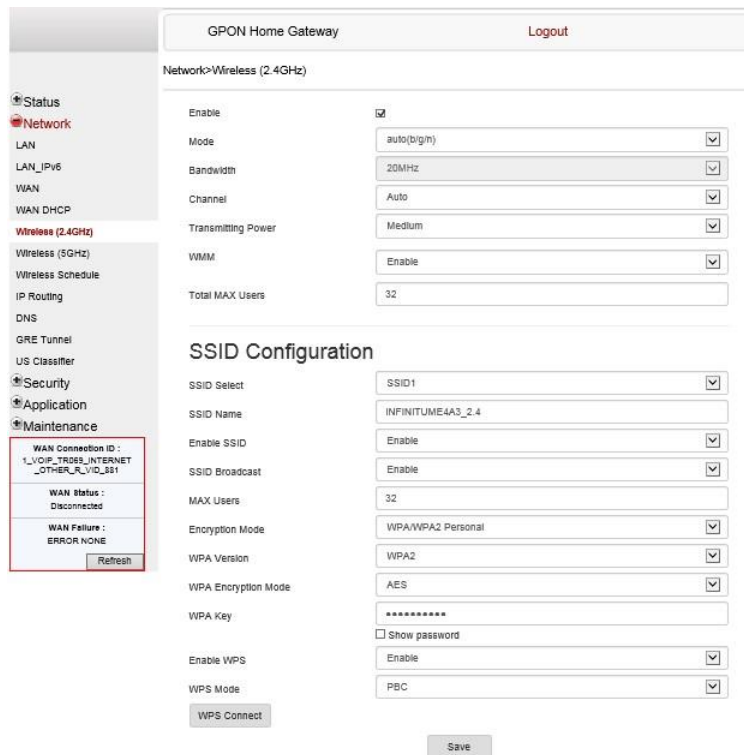 GPON Home Gateway
Logout
Network>Wireless (2.4GHz)
Status
Network
LAN
LAN_IPv6
WAN
WAN DHCP
Wireless (2.4GHz)
Wireless (5GHz)
Wireless Schedule
IP Routing
DNS
GRE Tunnel
US Classifier
Security
Application
Maintenance
WAN Connection ID :
1_VOIP_TR069_INTERNET
_OTHER_R_VID_881
WAN Status :
Disconnected
WAN Failure :
ERROR NONE
Refresh
Enable
Mode auto(b/g/n)
Bandwidth 20MHz
Channel Auto
Transmitting Power Medium
WMM Enable
Total MAX Users 32
SSID Configuration
SSID Select SSID1
SSID Name INFINITUME4A3_2.4
Enable SSID Enable
SSID Broadcast Enable
MAX Users 32
Encryption Mode WPA/WPA2 Personal
WPA Version WPA2
WPA Encryption Mode AES
WPA Key ••••••••••
Show password
Enable WPS Enable
WPS Mode PBC
WPS Connect
Save